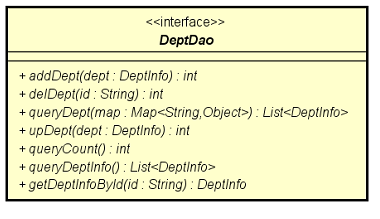 <<interface>>
DeptDao
+ addDept(dept : DeptInfo) : int
+ delDept(id : String) : int
+ queryDept(map : Map<String,Object>) : List<DeptInfo>
+ upDept(dept : DeptInfo) : int
+ queryCount() : int
+ queryDeptInfo() : List<DeptInfo>
+ getDeptInfoById(id : String) : DeptInfo